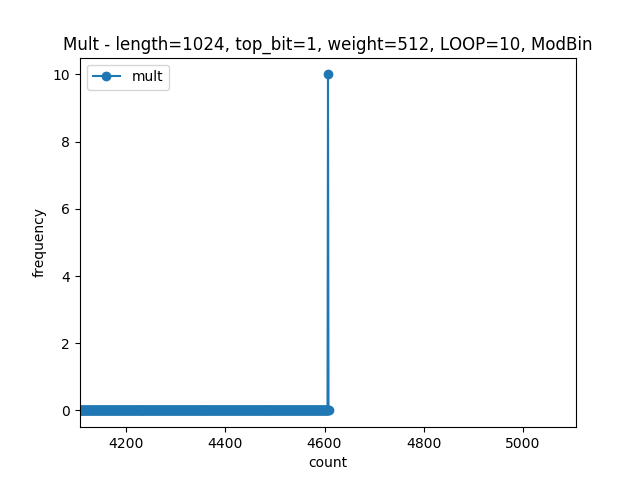 Mult - length=1024, top_bit=1, weight=512, LOOP=10, ModBin
mult
10
8
6
4
2
0
frequency
4200 4400 4600 4800 5000
count